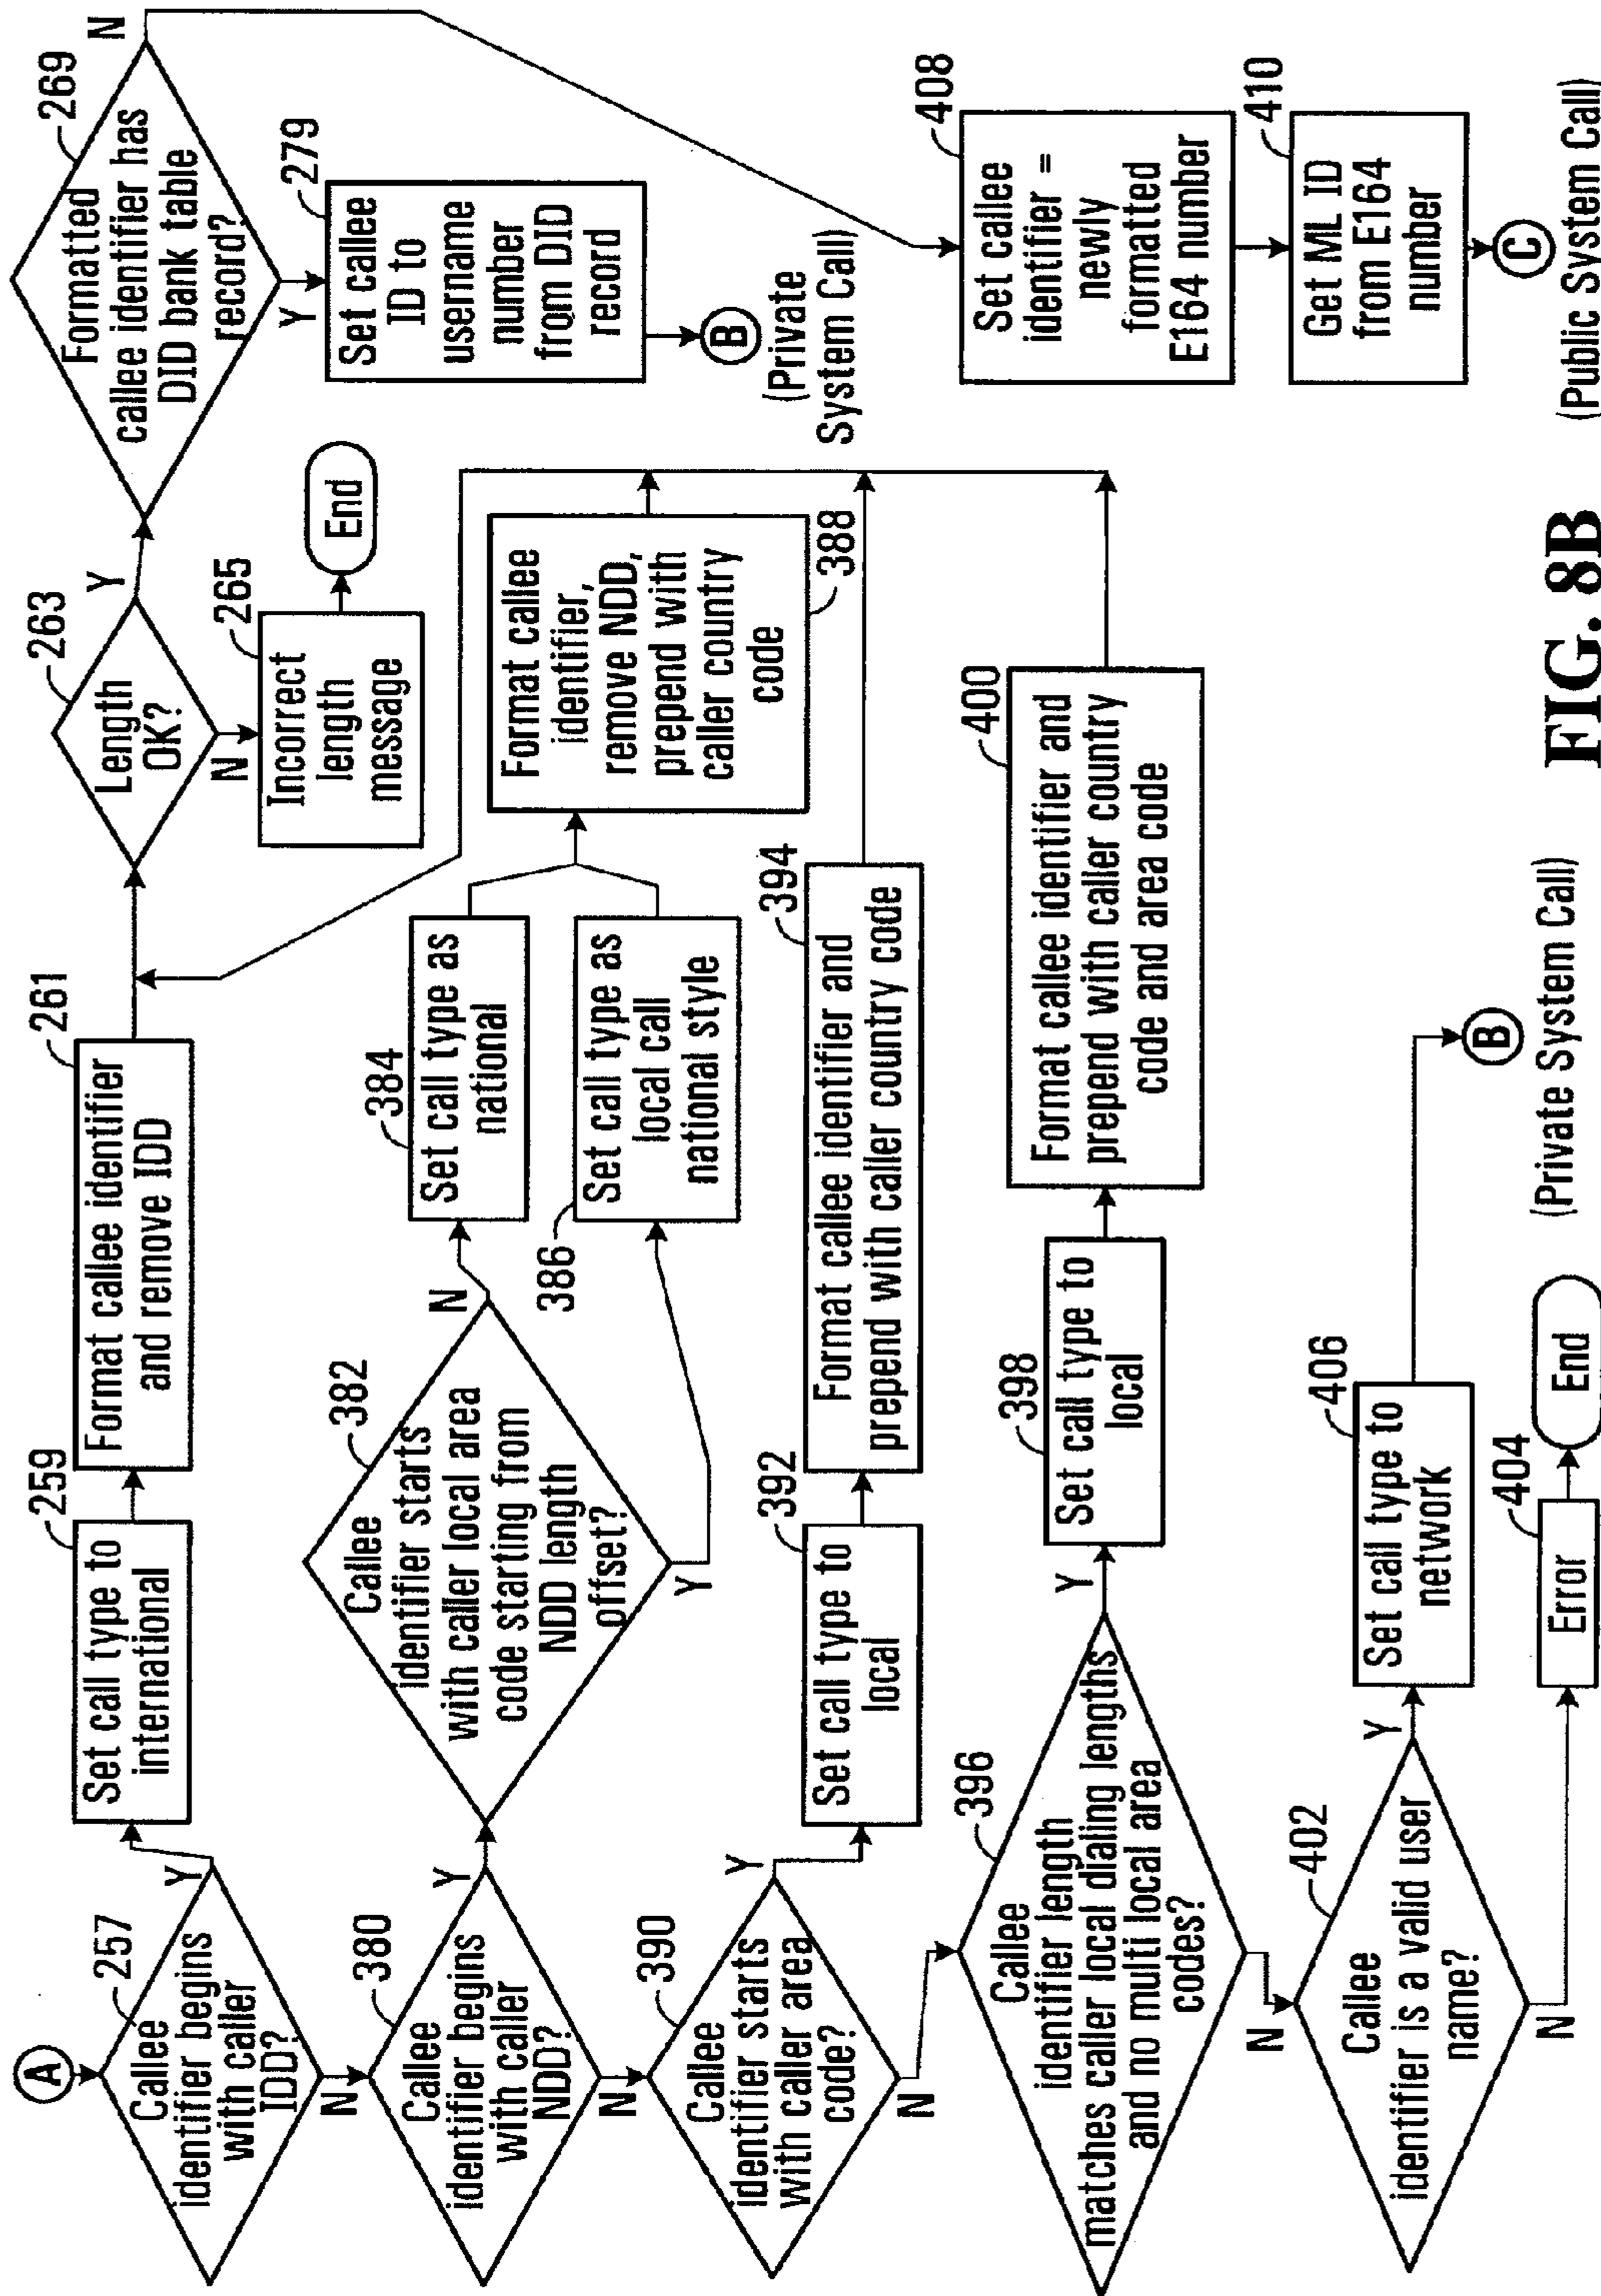 A
257
Callee
identifier begins
with caller
IDD?
Y
N
259
Set call type to
international
261
Format callee identifier
and remove IDD
263
Length
OK?
Y
N
265
Incorrect
length
message
End
269
Formatted
callee identifier has
DID bank table
record?
N
Y
279
Set callee
ID to
username
number
from DID
record
B
(Private
System Call)
380
Callee
identifier begins
with caller
NDD?
Y
N
382
Callee
identifier starts
with caller local area
code starting from
NDD length
offset?
N
Y
384
Set call type as
national
386
Set call type as
local call
national style
Format callee
identifier,
remove NDD,
prepend with
caller country
code
388
390
Callee
identifier starts
with caller area
code?
Y
N
392
Set call type to
local
394
Format callee identifier and
prepend with caller country code
396
Callee
identifier length
matches caller local dialing lengths
and no multi local area
codes?
Y
N
398
Set call type to
local
400
Format callee identifier and
prepend with caller country
code and area code
402
Callee
identifier is a valid user
name?
Y
N
406
Set call type to
network
B
(Private System Call)
404
Error
End
408
Set callee
identifier =
newly
formatted
E164 number
410
Get ML ID
from E164
number
C
(Public System Call)
FIG. 8B